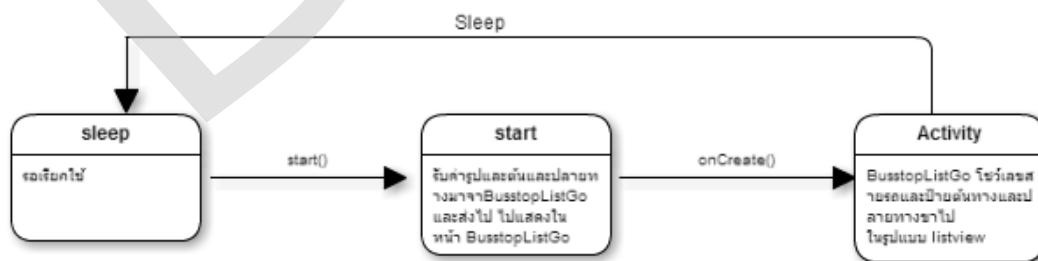 Sleep
sleep
รอเรียกใช้
start()
start
รับค่ารูปและต้นและปลายท
างมาจาBusstopListGo
และส่งไป ไปแสดงใน
หน้า BusstopListGo
onCreate()
Activity
BusstopListGo โชว์เลขส
ายรถและป้ายต้นทางและป
ลายทางขาไป
ในรูปแบบ listview